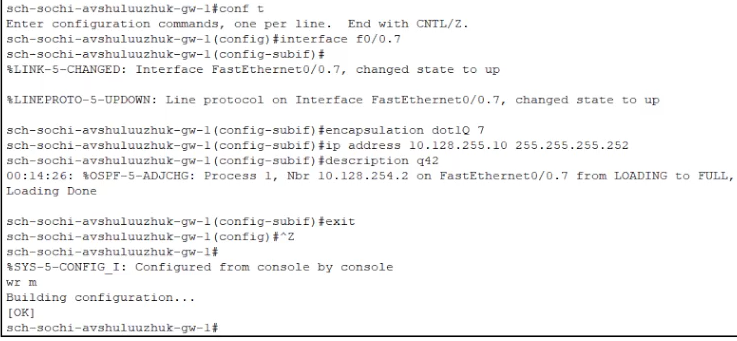 sch-sochi-avshuluuzhuk-gw-1#conf t
Enter configuration commands, one per line.  End with CNTL/Z.
sch-sochi-avshuluuzhuk-gw-1(config)#interface f0/0.7
sch-sochi-avshuluuzhuk-gw-1(config-subif)#
%LINK-5-CHANGED: Interface FastEthernet0/0.7, changed state to up
%LINEPROTO-5-UPDOWN: Line protocol on Interface FastEthernet0/0.7, changed state to up
sch-sochi-avshuluuzhuk-gw-1(config-subif)#encapsulation dot1Q 7
sch-sochi-avshuluuzhuk-gw-1(config-subif)#ip address 10.128.255.10 255.255.255.252
sch-sochi-avshuluuzhuk-gw-1(config-subif)#description q42
00:14:26: %OSPF-5-ADJCHG: Process 1, Nbr 10.128.254.2 on FastEthernet0/0.7 from LOADING to FULL,
Loading Done
sch-sochi-avshuluuzhuk-gw-1(config-subif)#exit
sch-sochi-avshuluuzhuk-gw-1(config)#^Z
sch-sochi-avshuluuzhuk-gw-1#
%SYS-5-CONFIG_I: Configured from console by console
wr m
Building configuration...
[OK]
sch-sochi-avshuluuzhuk-gw-1#